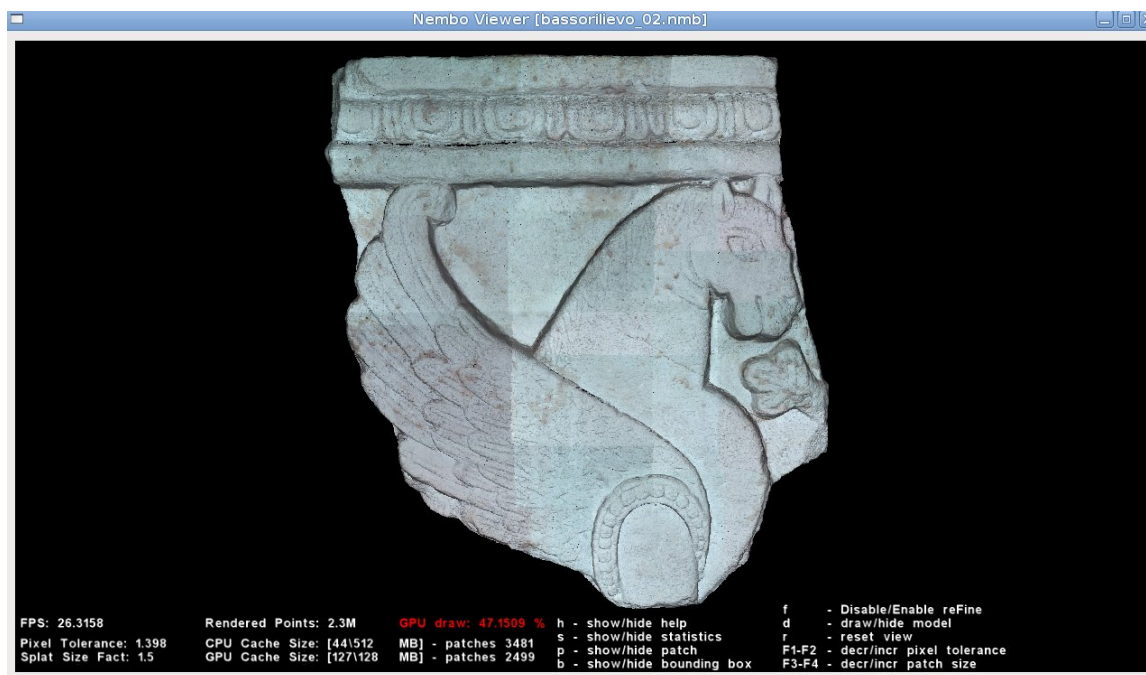 Nembo Viewer [bassorilievo_02.nmb]
FPS: 26.3158
Pixel Tolerance: 1.398
Splat Size Fact: 1.5
Rendered Points: 2.3M
CPU Cache Size: [44\512 MB] - patches 3481
GPU Cache Size: [127\128 MB] - patches 2499
GPU draw: 47.1509 %
h - show/hide help
s - show/hide statistics
p - show/hide patch
b - show/hide bounding box
f - Disable/Enable reFine
d - draw/hide model
r - reset view
F1-F2 - decr/incr pixel tolerance
F3-F4 - decr/incr patch size